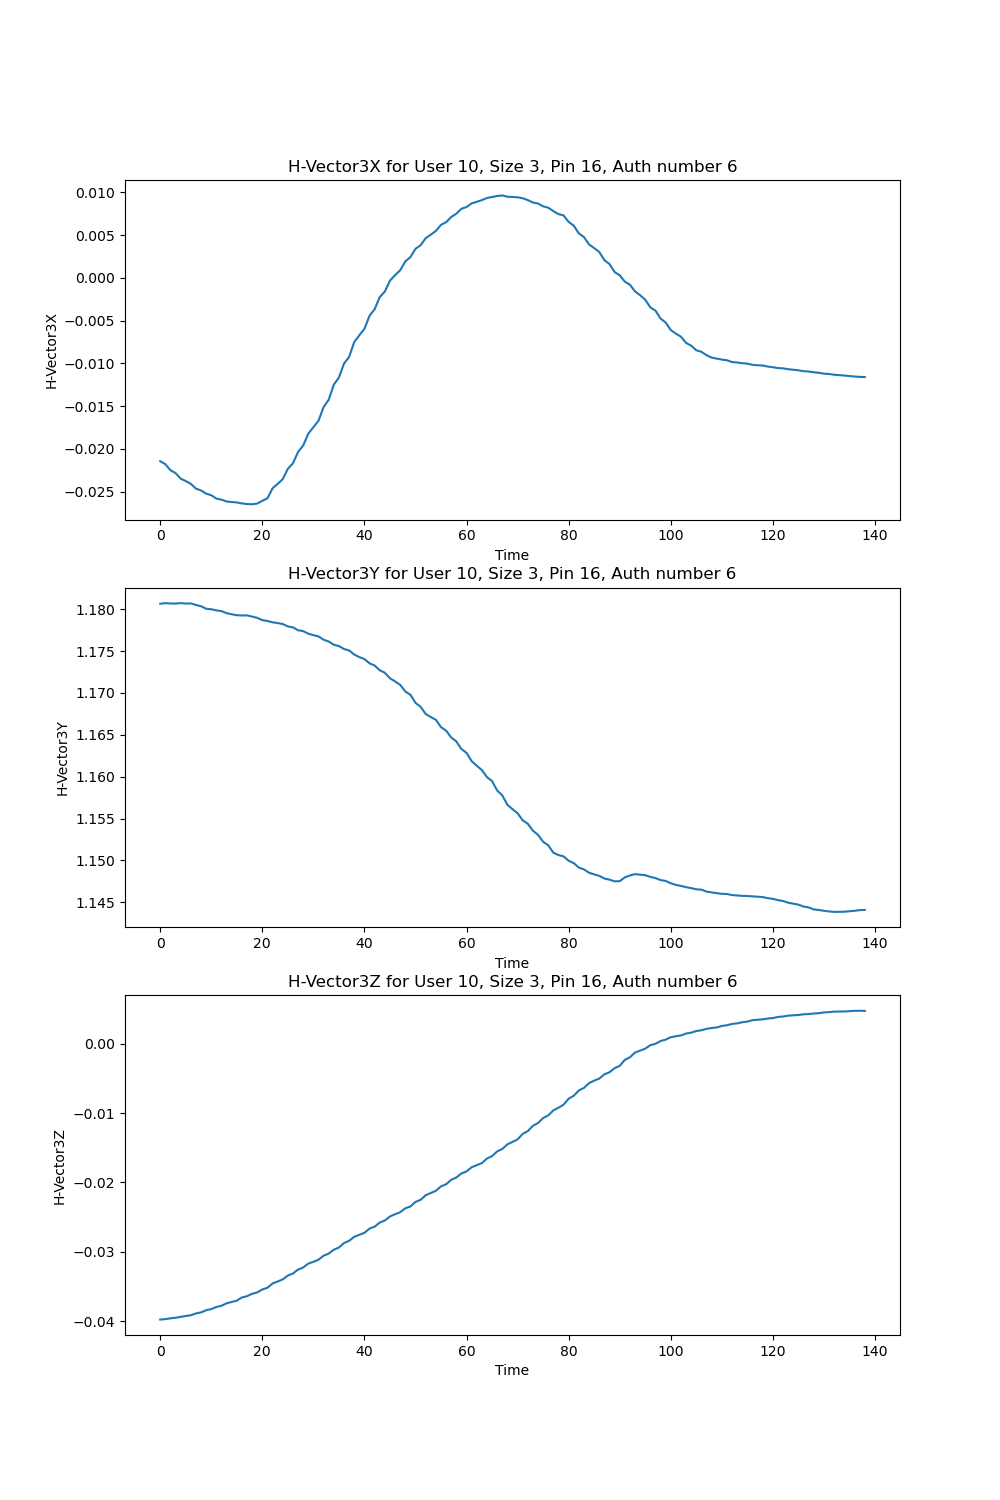 H-Vector3X for User 10, Size 3, Pin 16, Auth number 6
0.010
0.005
0.000
−0.005
−0.010
−0.015
−0.020
−0.025
H-Vector3X
0 20 40 60 80 100 120 140
Time
H-Vector3Y for User 10, Size 3, Pin 16, Auth number 6
1.180
1.175
1.170
1.165
1.160
1.155
1.150
1.145
H-Vector3Y
0 20 40 60 80 100 120 140
Time
H-Vector3Z for User 10, Size 3, Pin 16, Auth number 6
0.00
−0.01
−0.02
−0.03
−0.04
H-Vector3Z
0 20 40 60 80 100 120 140
Time